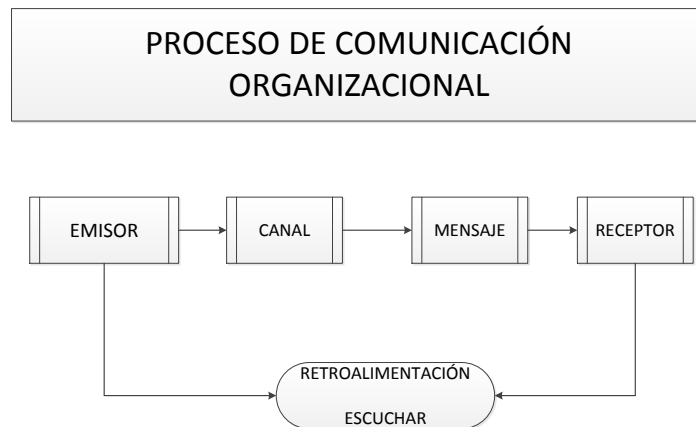 PROCESO DE COMUNICACIÓN
ORGANIZACIONAL
EMISOR
CANAL
MENSAJE
RECEPTOR
RETROALIMENTACIÓN
ESCUCHAR